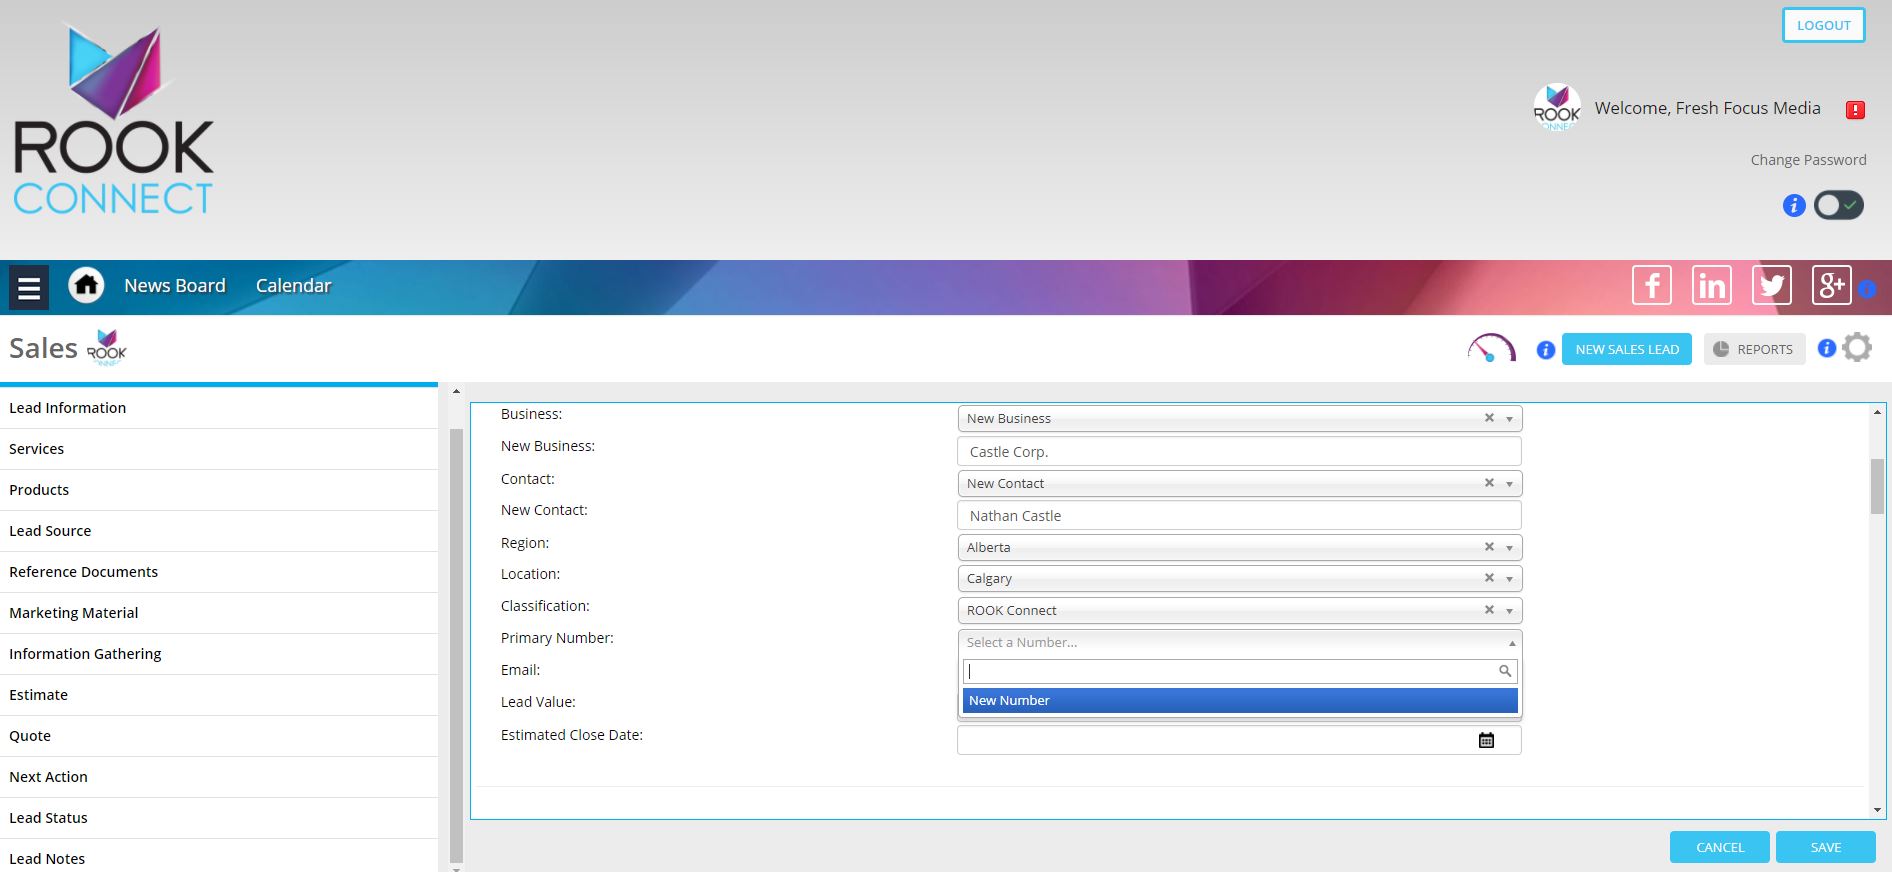 LOGOUT
ROOK
CONNECT
ROOK
CONNECT
Welcome, Fresh Focus Media
Change Password
News Board
Calendar
Sales
ROOK
NEW SALES LEAD
REPORTS
Lead Information
Services
Products
Lead Source
Reference Documents
Marketing Material
Information Gathering
Estimate
Quote
Next Action
Lead Status
Lead Notes
Business: New Business
New Business: Castle Corp.
Contact: New Contact
New Contact: Nathan Castle
Region: Alberta
Location: Calgary
Classification: ROOK Connect
Primary Number: Select a Number...
Email:
New Number
Lead Value:
Estimated Close Date:
CANCEL
SAVE